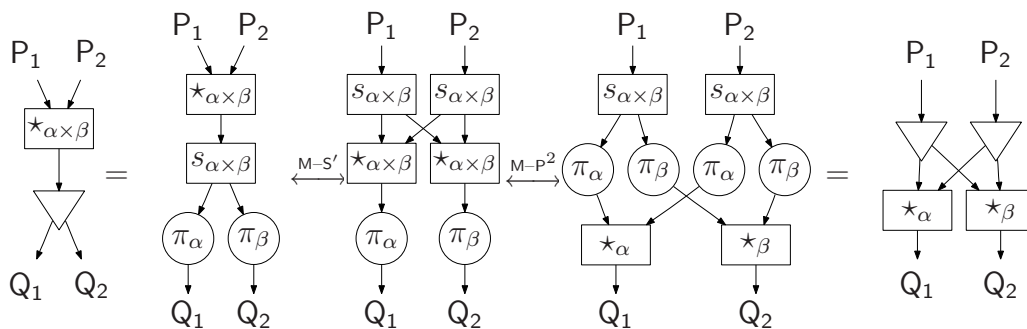 P₁ P₂ P₁ P₂ P₁ P₂ P₁ P₂ P₁ P₂
⋆α×β = ⋆α×β sα×β sα×β sα×β sα×β
sα×β M–S′ ⋆α×β ⋆α×β M–P² πα πβ πα πβ =
πα πβ πα πβ ⋆α ⋆β ⋆α ⋆β
Q₁ Q₂ Q₁ Q₂ Q₁ Q₂ Q₁ Q₂ Q₁ Q₂